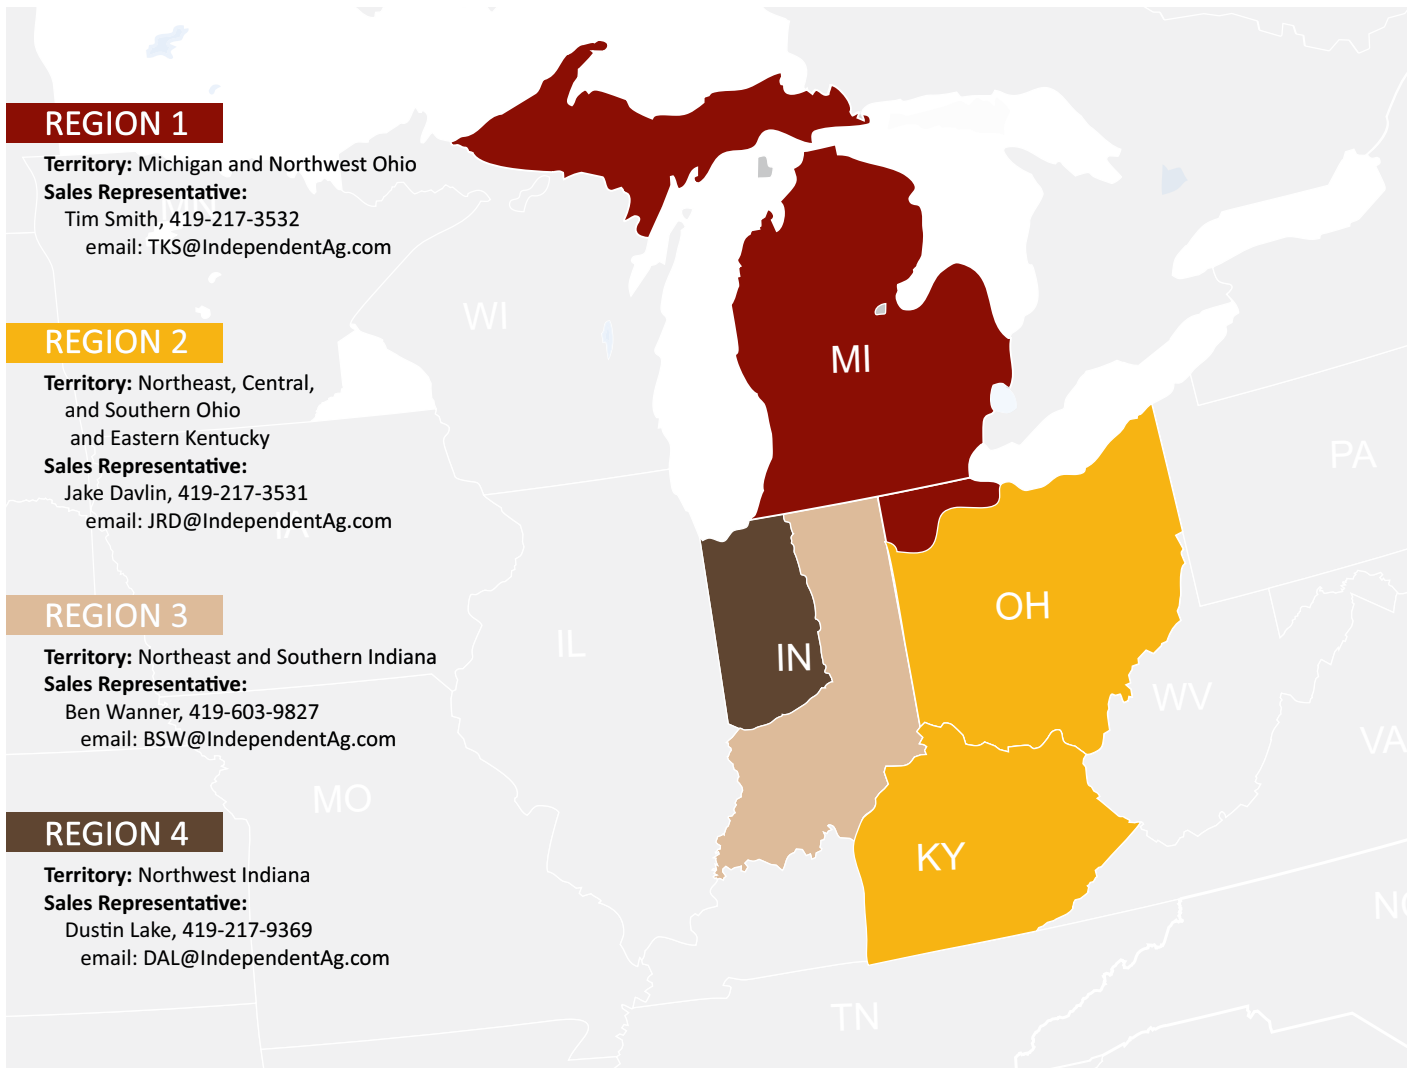 REGION 1
Territory: Michigan and Northwest Ohio
Sales Representative:
Tim Smith, 419-217-3532
email: TKS@IndependentAg.com
REGION 2
Territory: Northeast, Central,
and Southern Ohio
and Eastern Kentucky
Sales Representative:
Jake Davlin, 419-217-3531
email: JRD@IndependentAg.com
REGION 3
Territory: Northeast and Southern Indiana
Sales Representative:
Ben Wanner, 419-603-9827
email: BSW@IndependentAg.com
REGION 4
Territory: Northwest Indiana
Sales Representative:
Dustin Lake, 419-217-9369
email: DAL@IndependentAg.com
MN
WI
MI
PA
IA
OH
IL
IN
WV
VA
MO
KY
NC
TN